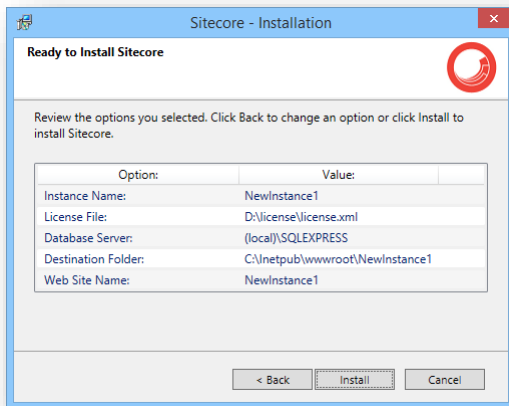 Sitecore - Installation
Ready to Install Sitecore
Review the options you selected. Click Back to change an option or click Install to
install Sitecore.
Option: Value:
Instance Name: NewInstance1
License File: D:\license\license.xml
Database Server: (local)\SQLEXPRESS
Destination Folder: C:\Inetpub\wwwroot\NewInstance1
Web Site Name: NewInstance1
< Back Install Cancel